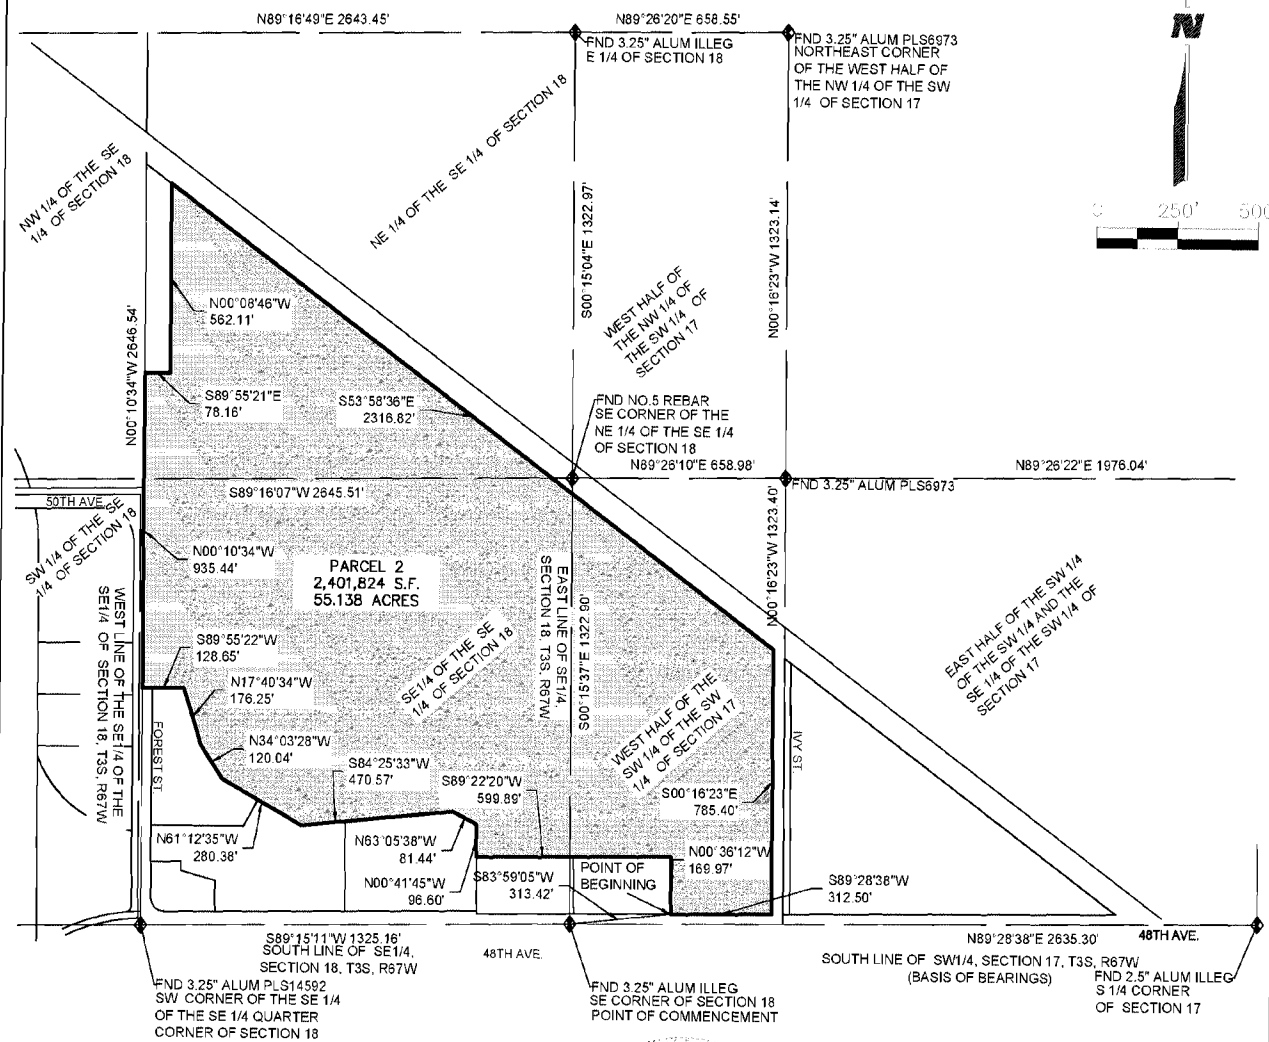 N89°16'49"E 2643.45'
N89°26'20"E 658.55'
N
FND 3.25" ALUM ILLEG
E 1/4 OF SECTION 18
FND 3.25" ALUM PLS6973
NORTHEAST CORNER
OF THE WEST HALF OF
THE NW 1/4 OF THE SW
1/4 OF SECTION 17
0 250' 500
NW 1/4 OF THE SE
1/4 OF SECTION 18
NE 1/4 OF THE SE 1/4 OF SECTION 18
S00°15'04"E 1322.97'
N00°16'23"W 1323.14'
WEST HALF OF
THE NW 1/4 OF
THE SW 1/4 OF
SECTION 17
N00°10'34"W 2646.54'
N00°08'46"W
562.11'
S89°55'21"E
78.16'
S53°58'36"E
2316.82'
FND NO.5 REBAR
SE CORNER OF THE
NE 1/4 OF THE SE 1/4
OF SECTION 18
N89°26'10"E 658.98'
N89°26'22"E 1976.04'
FND 3.25" ALUM PLS6973
S89°16'07"W 2645.51'
50TH AVE.
SW 1/4 OF THE SE
1/4 OF SECTION 18
N00°10'34"W
935.44'
PARCEL 2
2,401,824 S.F.
55.138 ACRES
EAST LINE OF SE1/4,
SECTION 18, T3S, R67W
S00°15'37"E 1322.90'
N00°16'23"W 1323.40'
WEST LINE OF THE SE1/4 OF THE
SE1/4 OF SECTION 18, T3S, R67W
S89°55'22"W
128.65'
N17°40'34"W
176.25'
SE1/4 OF THE SE
1/4 OF SECTION 18
EAST HALF OF THE SW 1/4
OF THE SW 1/4 AND THE
SE 1/4 OF THE SW 1/4 OF
SECTION 17
WEST HALF OF THE
SW 1/4 OF THE SW
1/4 OF SECTION 17
FOREST ST.
N34°03'28"W
120.04'
S84°25'33"W
470.57'
S89°22'20"W
599.89'
IVY ST.
S00°16'23"E
785.40'
N61°12'35"W
280.38'
N63°05'38"W
81.44'
N00°41'45"W
96.60'
S83°59'05"W
313.42'
POINT OF
BEGINNING
N00°36'12"W
169.97'
S89°28'38"W
312.50'
S89°15'11"W 1325.16'
SOUTH LINE OF SE1/4,
SECTION 18, T3S, R67W
48TH AVE.
N89°28'38"E 2635.30'
48TH AVE.
SOUTH LINE OF SW1/4, SECTION 17, T3S, R67W
(BASIS OF BEARINGS)
FND 3.25" ALUM PLS14592
SW CORNER OF THE SE 1/4
OF THE SE 1/4 QUARTER
CORNER OF SECTION 18
FND 3.25" ALUM ILLEG
SE CORNER OF SECTION 18
POINT OF COMMENCEMENT
FND 2.5" ALUM ILLEG
S 1/4 CORNER
OF SECTION 17